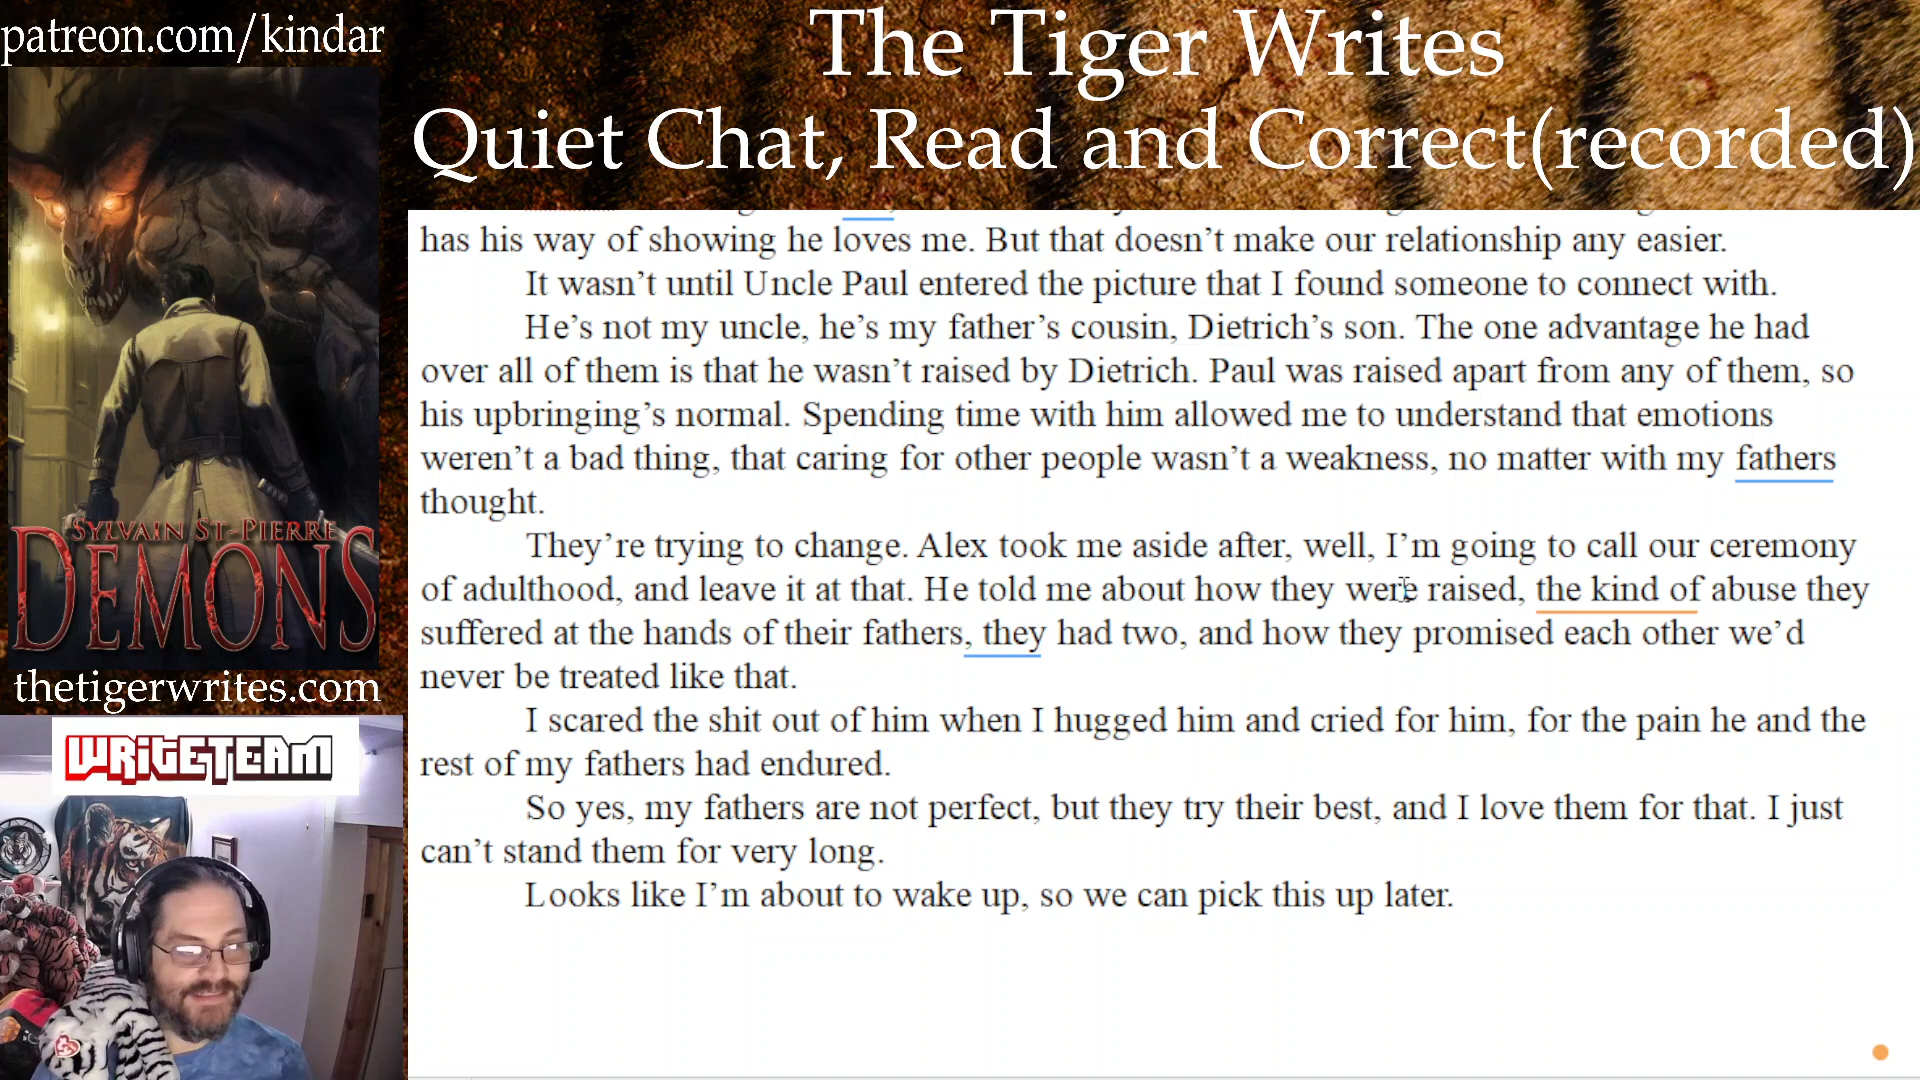 patreon.com/kindar
The Tiger Writes
Quiet Chat, Read and Correct(recorded)
SYLVAIN ST-PIERRE
DEMONS
thetigerwrites.com
WRITETEAM
has his way of showing he loves me. But that doesn’t make our relationship any easier.
It wasn’t until Uncle Paul entered the picture that I found someone to connect with.
He’s not my uncle, he’s my father’s cousin, Dietrich’s son. The one advantage he had
over all of them is that he wasn’t raised by Dietrich. Paul was raised apart from any of them, so
his upbringing’s normal. Spending time with him allowed me to understand that emotions
weren’t a bad thing, that caring for other people wasn’t a weakness, no matter with my fathers
thought.
They’re trying to change. Alex took me aside after, well, I’m going to call our ceremony
of adulthood, and leave it at that. He told me about how they were raised, the kind of abuse they
suffered at the hands of their fathers, they had two, and how they promised each other we’d
never be treated like that.
I scared the shit out of him when I hugged him and cried for him, for the pain he and the
rest of my fathers had endured.
So yes, my fathers are not perfect, but they try their best, and I love them for that. I just
can’t stand them for very long.
Looks like I’m about to wake up, so we can pick this up later.